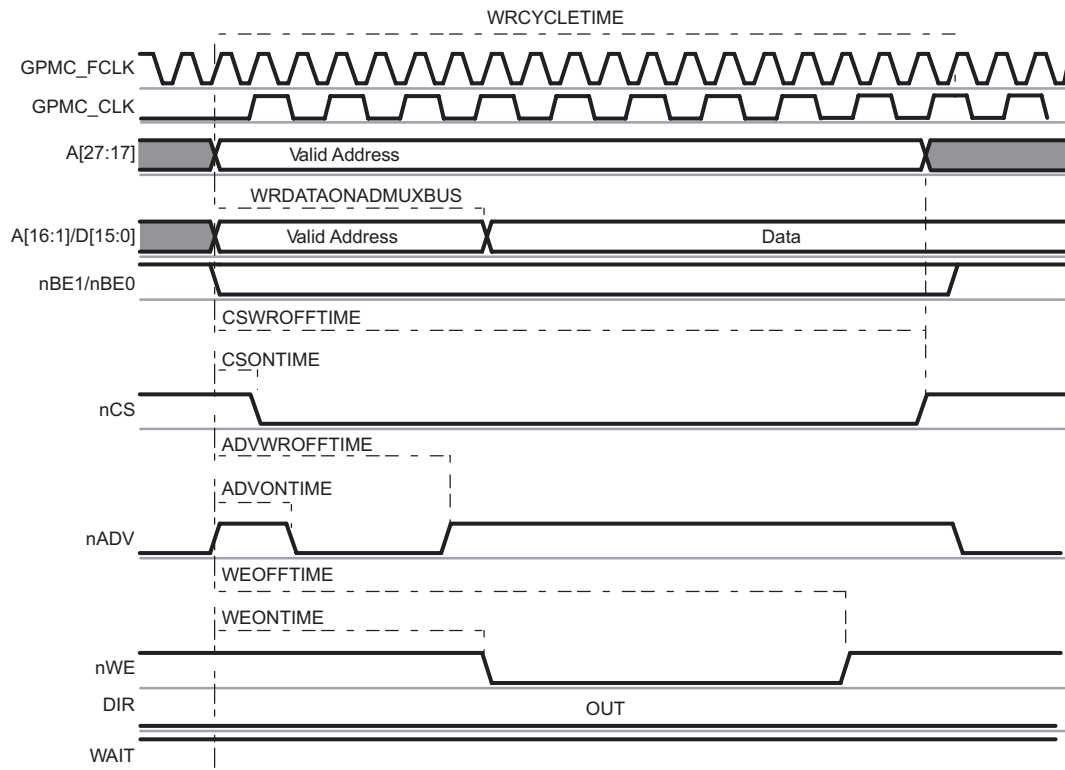 WRCYCLETIME
GPMC_FCLK
GPMC_CLK
A[27:17]
Valid Address
WRDATAONADMUXBUS
A[16:1]/D[15:0]
Valid Address
Data
nBE1/nBE0
CSWROFFTIME
CSONTIME
nCS
ADVWROFFTIME
ADVONTIME
nADV
WEOFFTIME
WEONTIME
nWE
DIR
OUT
WAIT